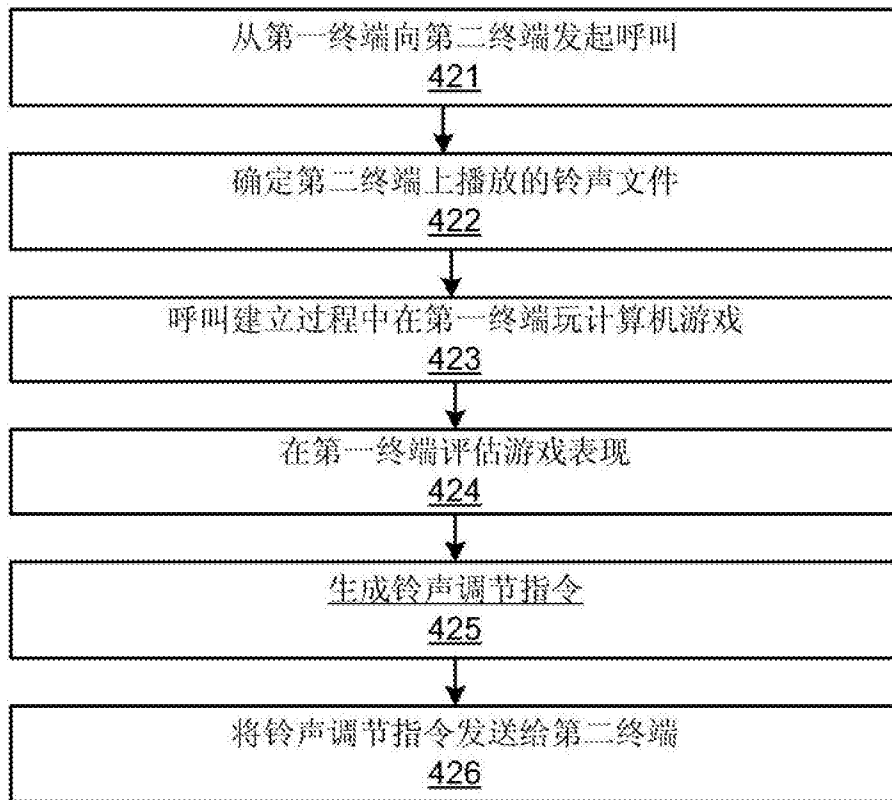 从第一终端向第二终端发起呼叫
421
确定第二终端上播放的铃声文件
422
呼叫建立过程中在第一终端玩计算机游戏
423
在第一终端评估游戏表现
424
生成铃声调节指令
425
将铃声调节指令发送给第二终端
426